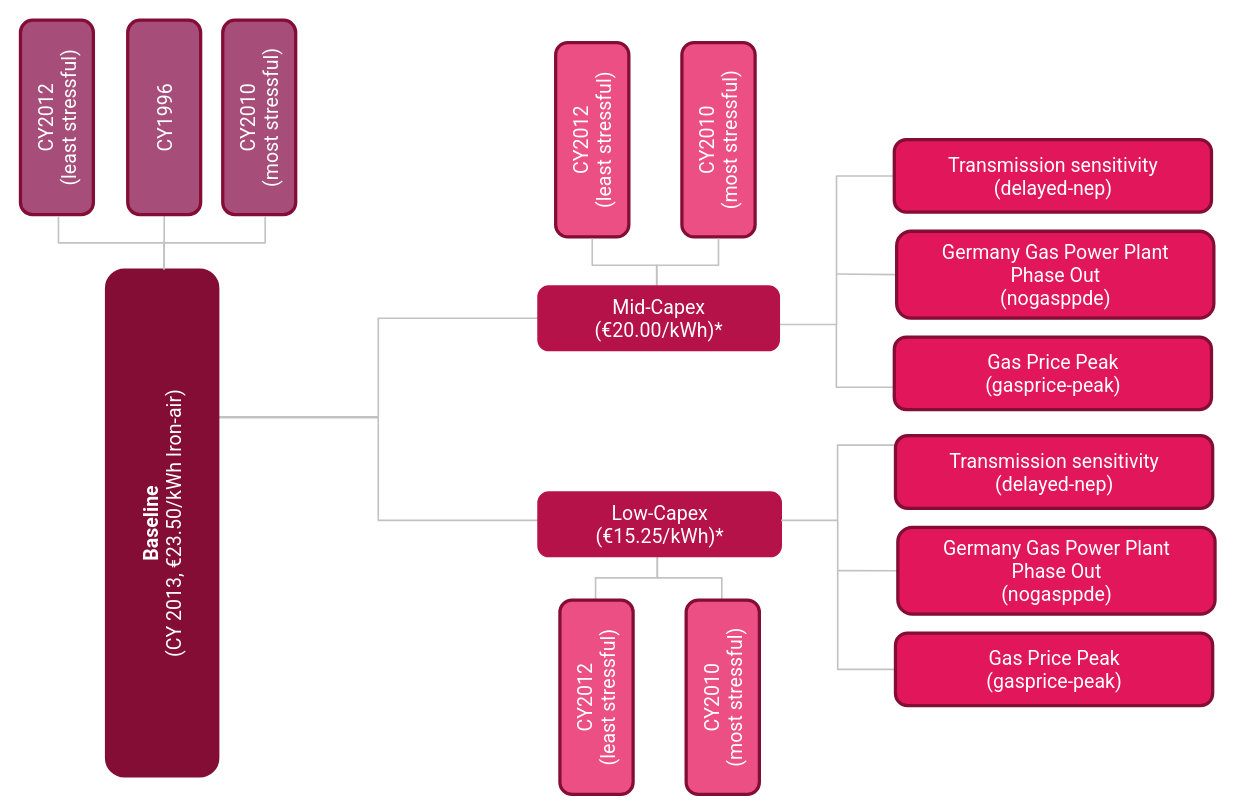 CY2012
(least stressful)
CY1996
CY2010
(most stressful)
Baseline
(CY 2013, €23.50/kWh Iron-air)
CY2012
(least stressful)
CY2010
(most stressful)
Mid-Capex
(€20.00/kWh)*
Transmission sensitivity
(delayed-nep)
Germany Gas Power Plant
Phase Out
(nogasppde)
Gas Price Peak
(gasprice-peak)
Low-Capex
(€15.25/kWh)*
CY2012
(least stressful)
CY2010
(most stressful)
Transmission sensitivity
(delayed-nep)
Germany Gas Power Plant
Phase Out
(nogasppde)
Gas Price Peak
(gasprice-peak)